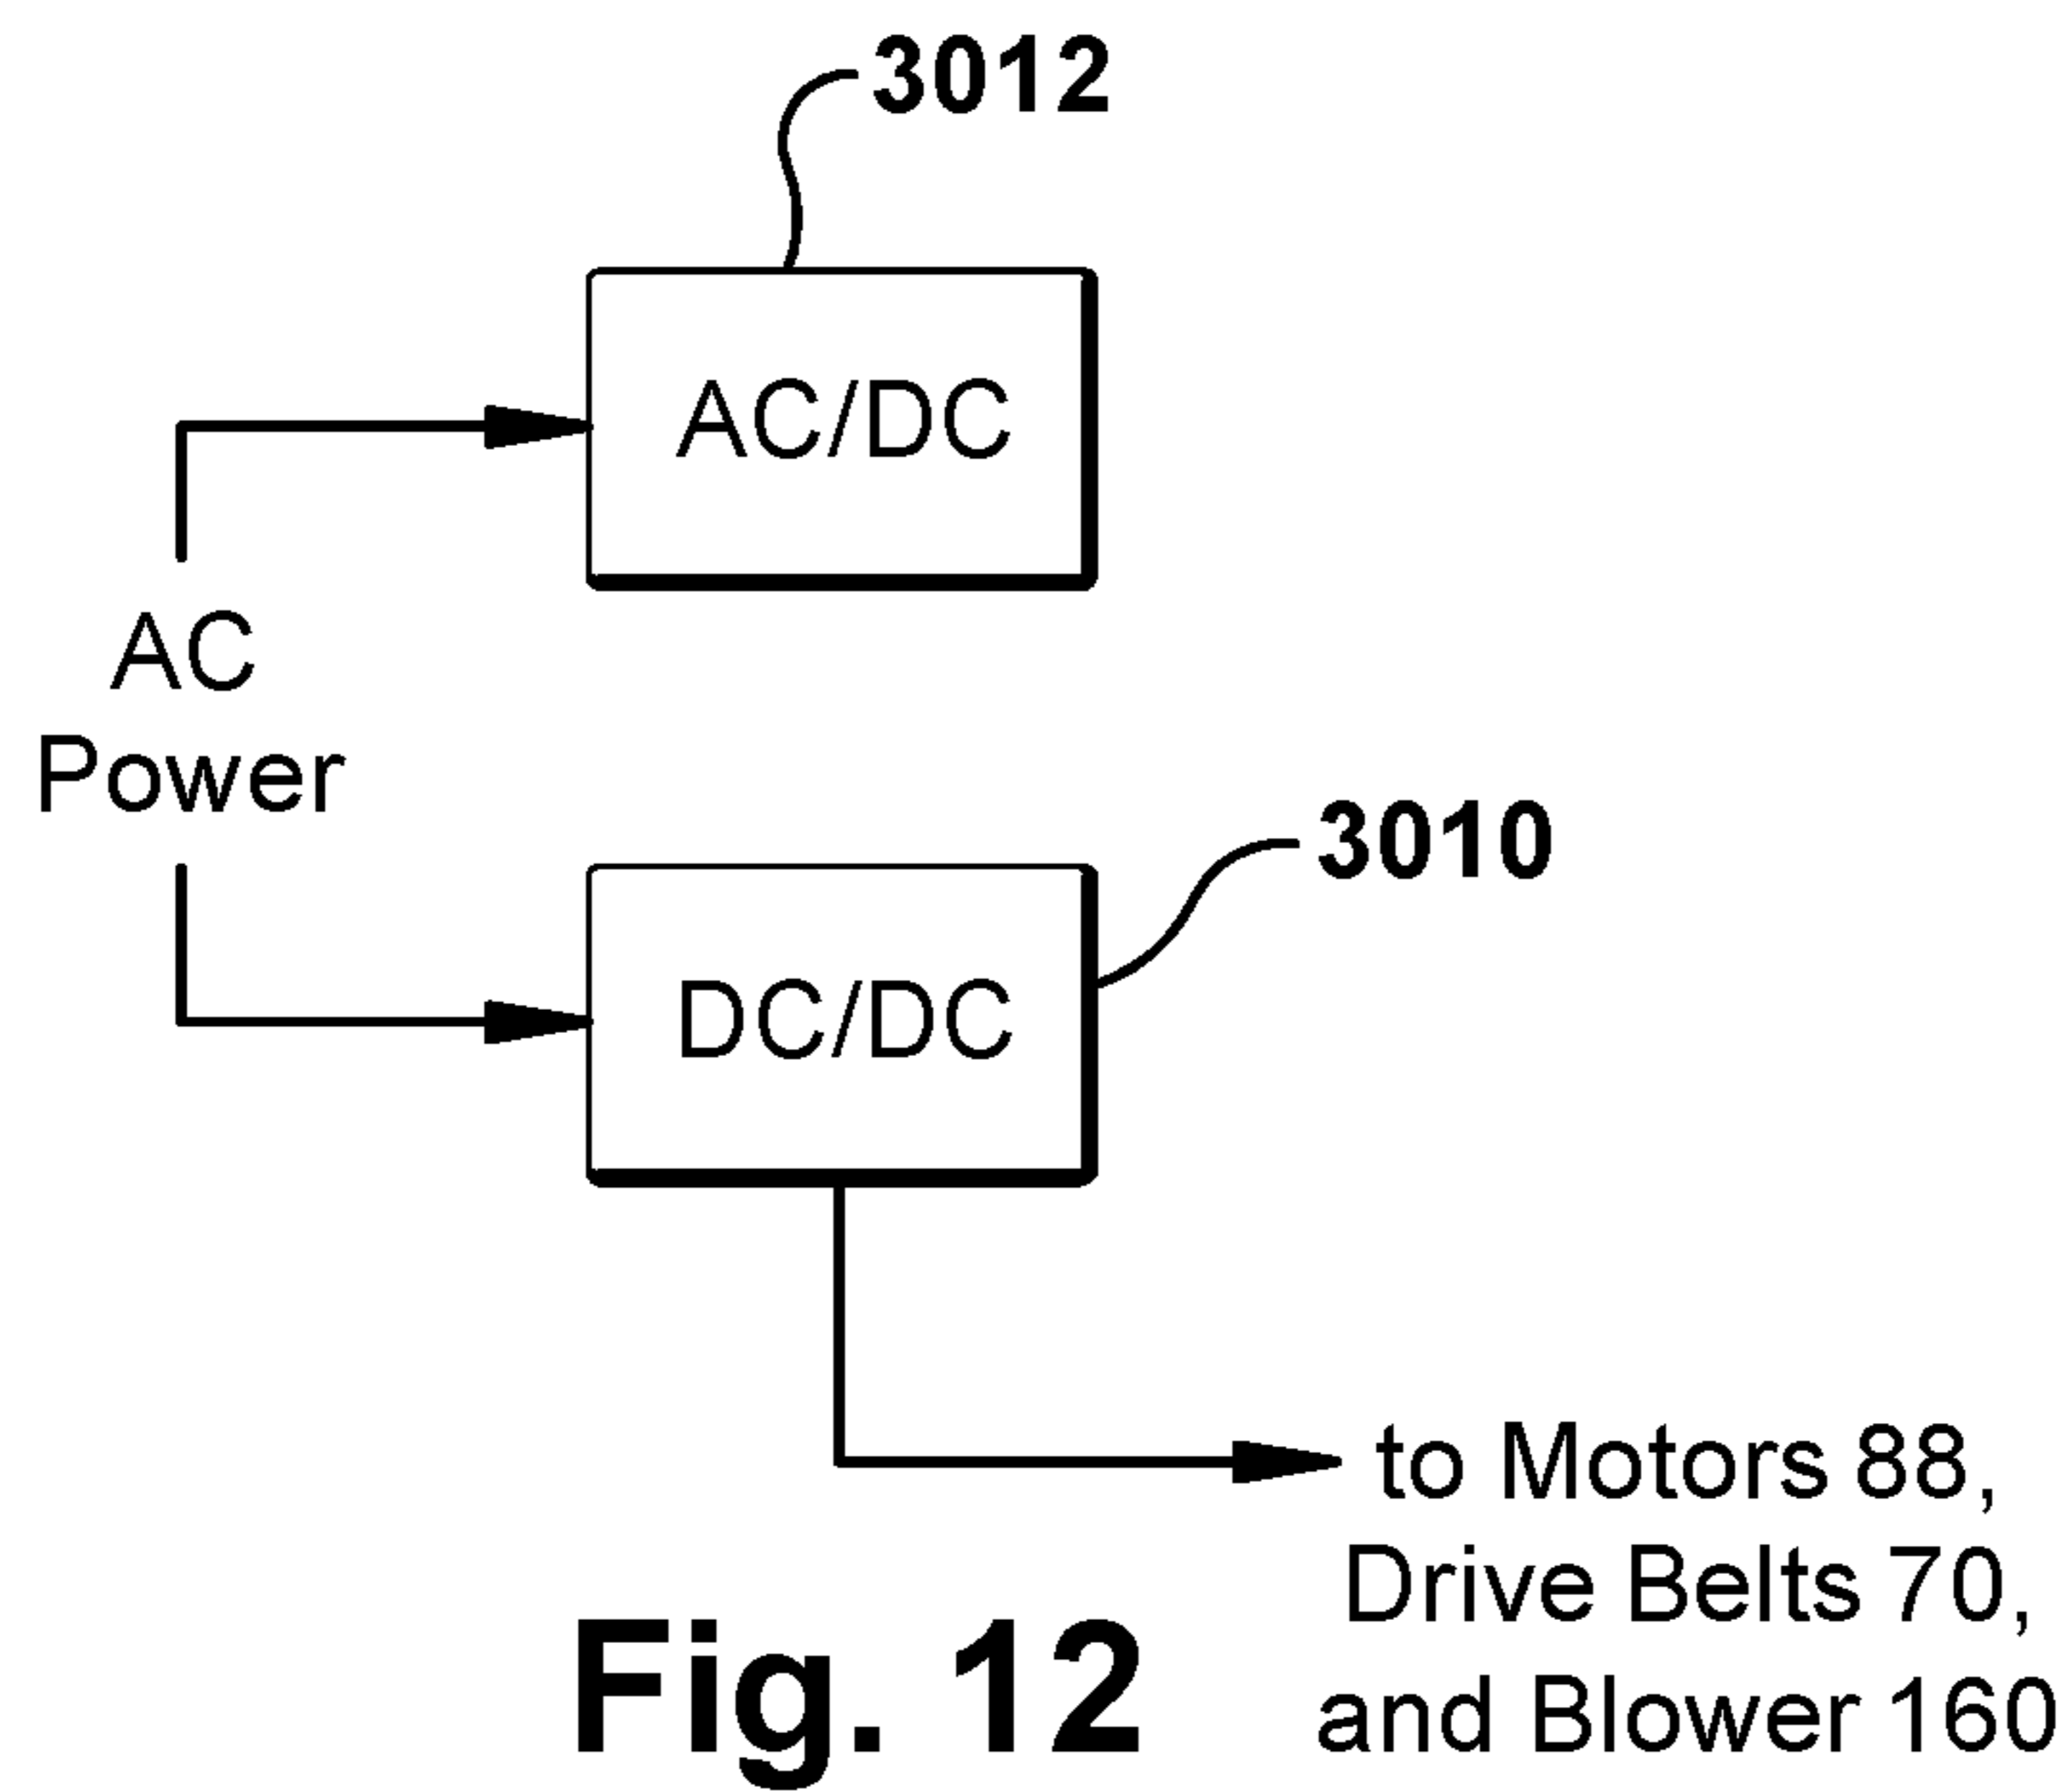 3012
AC/DC
AC
Power
3010
DC/DC
to Motors 88,
Drive Belts 70,
and Blower 160
Fig. 12